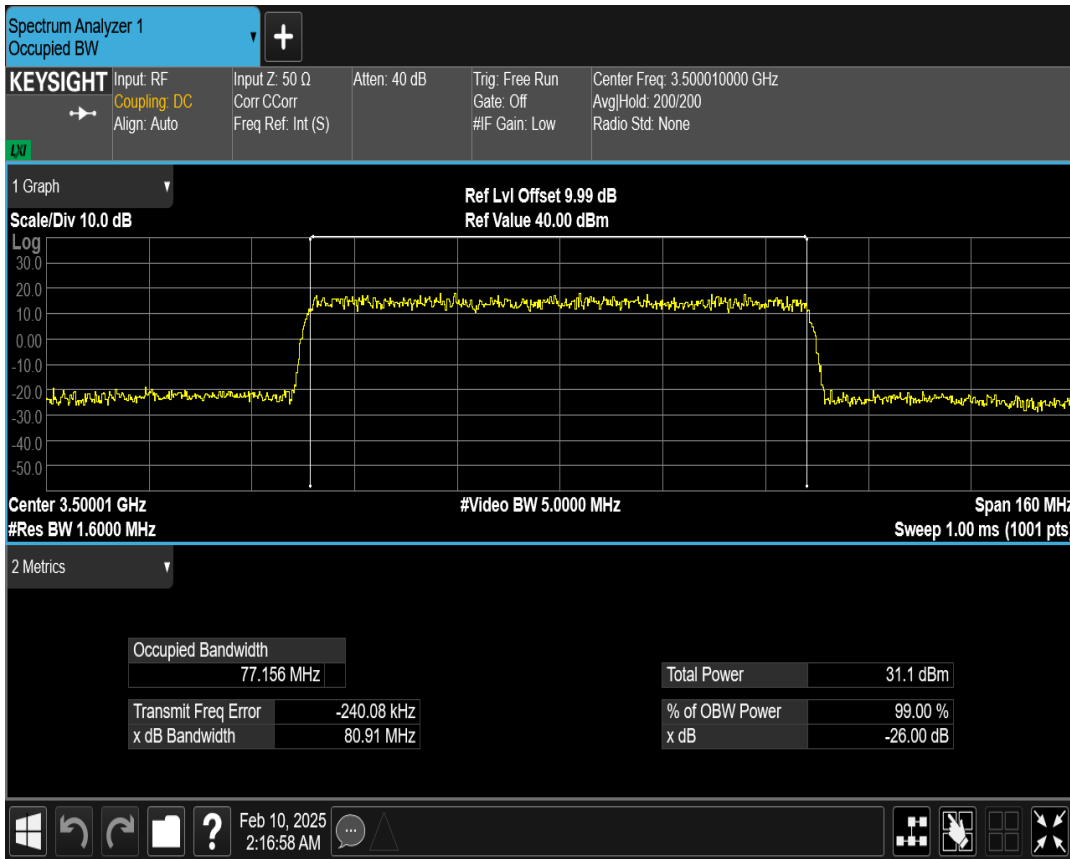 Spectrum Analyzer 1
Occupied BW
+
KEYSIGHT
LXI
Input: RF
Coupling: DC
Align: Auto
Input Z: 50 Ω
Corr CCorr
Freq Ref: Int (S)
Atten: 40 dB
Trig: Free Run
Gate: Off
#IF Gain: Low
Center Freq: 3.500010000 GHz
Avg|Hold: 200/200
Radio Std: None
1 Graph
Ref Lvl Offset 9.99 dB
Scale/Div 10.0 dB
Ref Value 40.00 dBm
Log
30.0
20.0
10.0
0.00
-10.0
-20.0
-30.0
-40.0
-50.0
Center 3.50001 GHz
#Video BW 5.0000 MHz
Span 160 MHz
#Res BW 1.6000 MHz
Sweep 1.00 ms (1001 pts)
2 Metrics
Occupied Bandwidth
77.156 MHz
Total Power 31.1 dBm
Transmit Freq Error -240.08 kHz
% of OBW Power 99.00 %
x dB Bandwidth 80.91 MHz
x dB -26.00 dB
?
Feb 10, 2025
2:16:58 AM